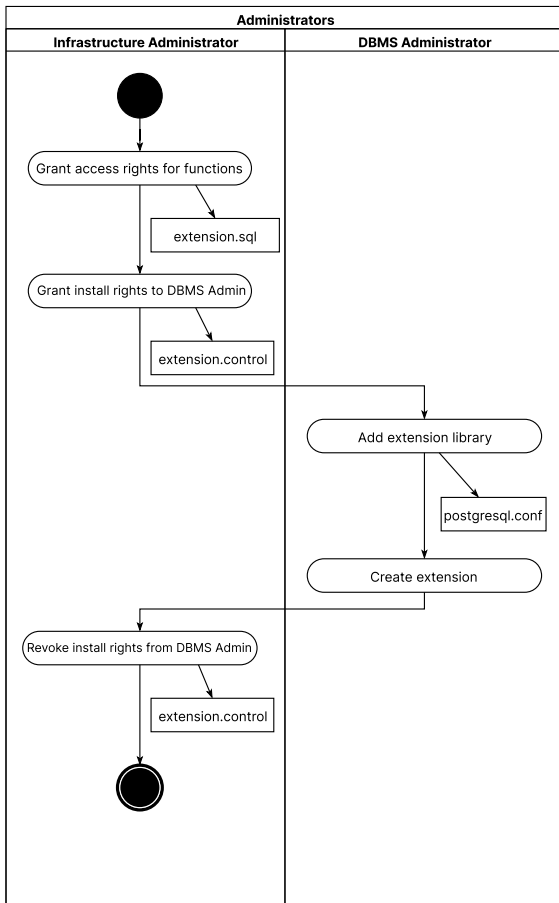 Administrators
Infrastructure Administrator
DBMS Administrator
Grant access rights for functions
extension.sql
Grant install rights to DBMS Admin
extension.control
Add extension library
postgresql.conf
Create extension
Revoke install rights from DBMS Admin
extension.control